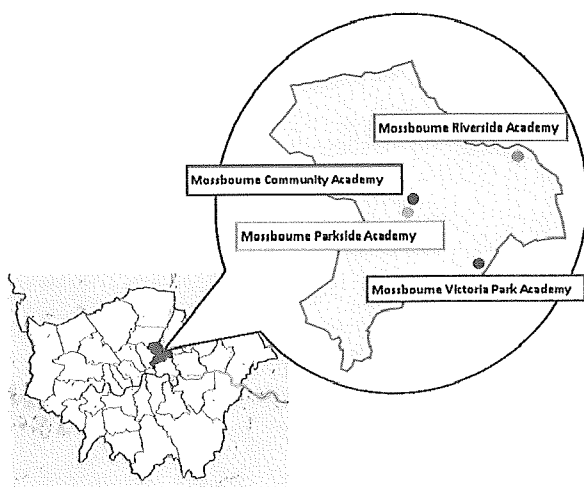 Mossbourne Riverside Academy
Mossbourne Community Academy
Mossbourne Parkside Academy
Mossbourne Victoria Park Academy